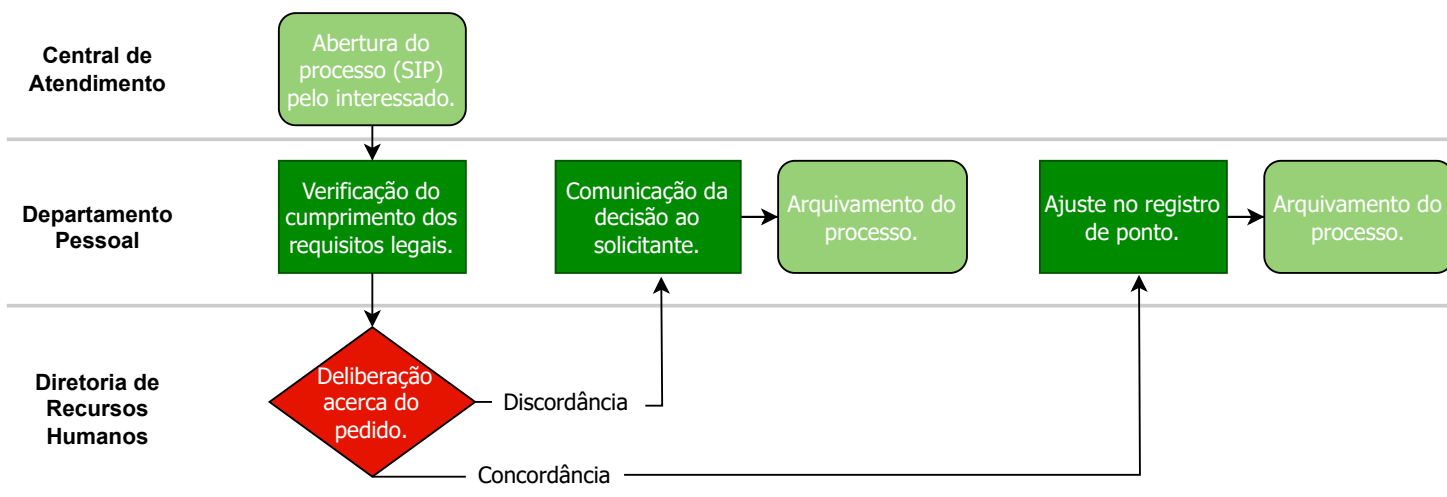 Central de
Atendimento
Abertura do
processo (SIP)
pelo interessado.
Departamento
Pessoal
Verificação do
cumprimento dos
requisitos legais.
Comunicação da
decisão ao
solicitante.
Arquivamento do
processo.
Ajuste no registro
de ponto.
Arquivamento do
processo.
Diretoria de
Recursos
Humanos
Deliberação
acerca do
pedido.
Discordância
Concordância